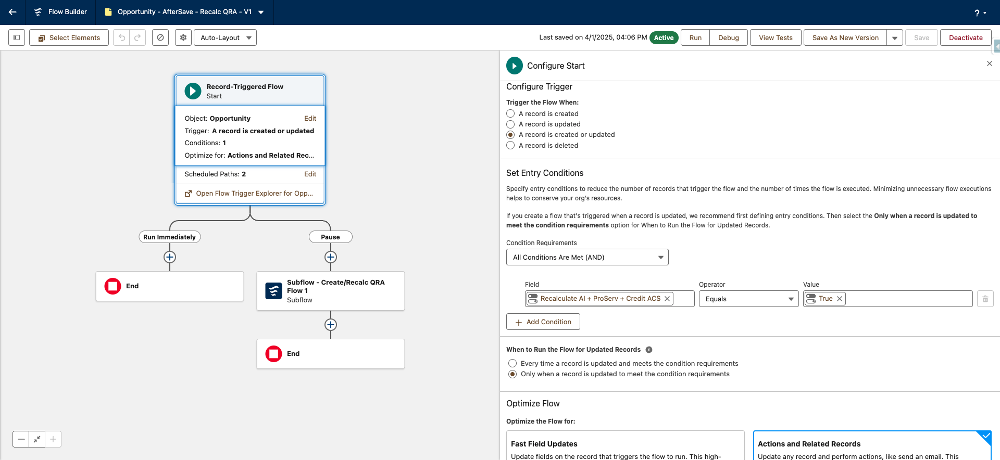 Flow Builder
Opportunity - AfterSave - Recalc QRA - V1
?
Select Elements
Auto-Layout
Last saved on 4/1/2025, 04:06 PM
Active
Run
Debug
View Tests
Save As New Version
Save
Deactivate
Record-Triggered Flow
Start
Object: Opportunity
Edit
Trigger: A record is created or updated
Conditions: 1
Optimize for: Actions and Related Rec...
Scheduled Paths: 2
Edit
Open Flow Trigger Explorer for Opp...
Run Immediately
Pause
End
Subflow - Create/Recalc QRA
Flow 1
Subflow
End
Configure Start
Configure Trigger
Trigger the Flow When:
A record is created
A record is updated
A record is created or updated
A record is deleted
Set Entry Conditions
Specify entry conditions to reduce the number of records that trigger the flow and the number of times the flow is executed. Minimizing unnecessary flow executions
helps to conserve your org's resources.
If you create a flow that's triggered when a record is updated, we recommend first defining entry conditions. Then select the Only when a record is updated to
meet the condition requirements option for When to Run the Flow for Updated Records.
Condition Requirements
All Conditions Are Met (AND)
Field
Operator
Value
Recalculate AI + ProServ + Credit ACS
Equals
True
Add Condition
When to Run the Flow for Updated Records
Every time a record is updated and meets the condition requirements
Only when a record is updated to meet the condition requirements
Optimize Flow
Optimize the Flow for:
Fast Field Updates
Update fields on the record that triggers the flow to run. This high-
Actions and Related Records
Update any record and perform actions, like send an email. This